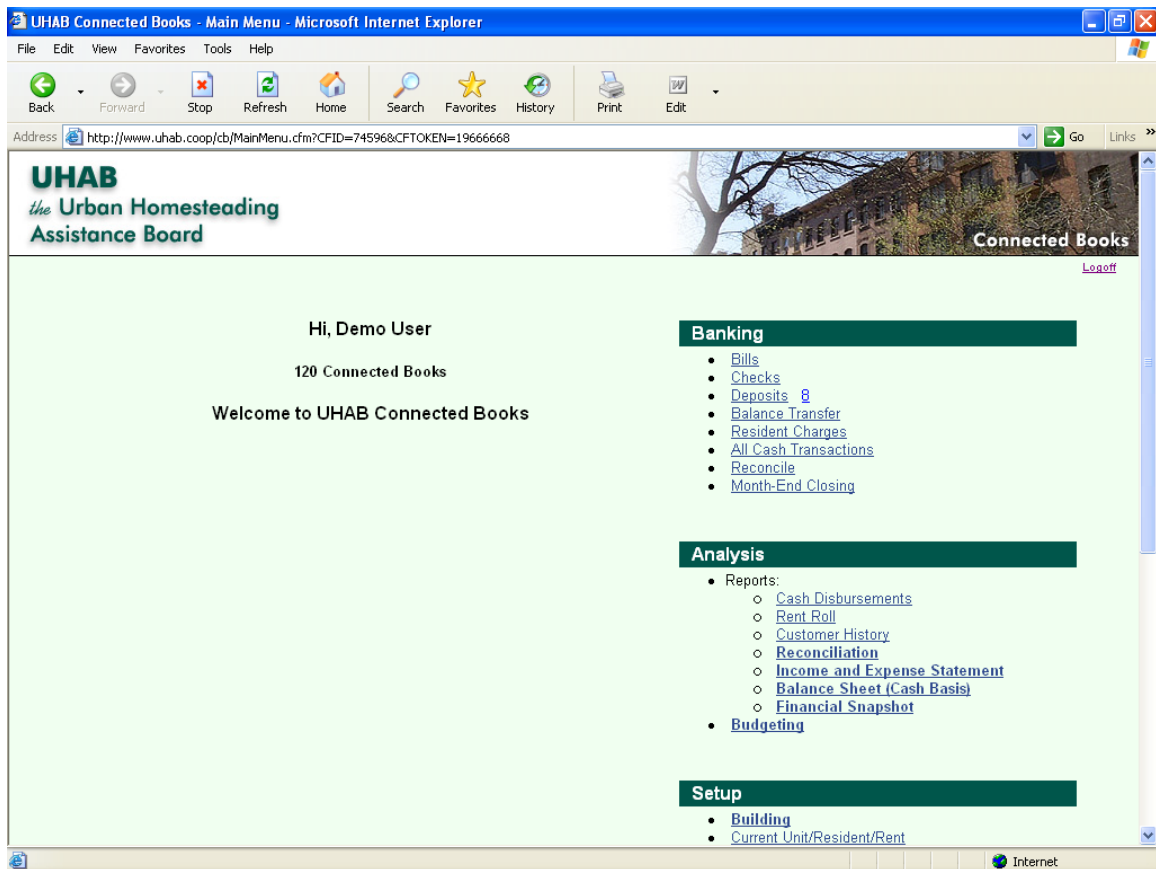 UHAB Connected Books - Main Menu - Microsoft Internet Explorer
File Edit View Favorites Tools Help
Back Forward Stop Refresh Home Search Favorites History Print Edit
Address http://www.uhab.coop/cb/MainMenu.cfm?CFID=74596&CFTOKEN=19666668 Go Links »
UHAB
the Urban Homesteading
Assistance Board
Connected Books
Logoff
Hi, Demo User
120 Connected Books
Welcome to UHAB Connected Books
Banking
Bills
Checks
Deposits 8
Balance Transfer
Resident Charges
All Cash Transactions
Reconcile
Month-End Closing
Analysis
Reports:
Cash Disbursements
Rent Roll
Customer History
Reconciliation
Income and Expense Statement
Balance Sheet (Cash Basis)
Financial Snapshot
Budgeting
Setup
Building
Current Unit/Resident/Rent
Internet